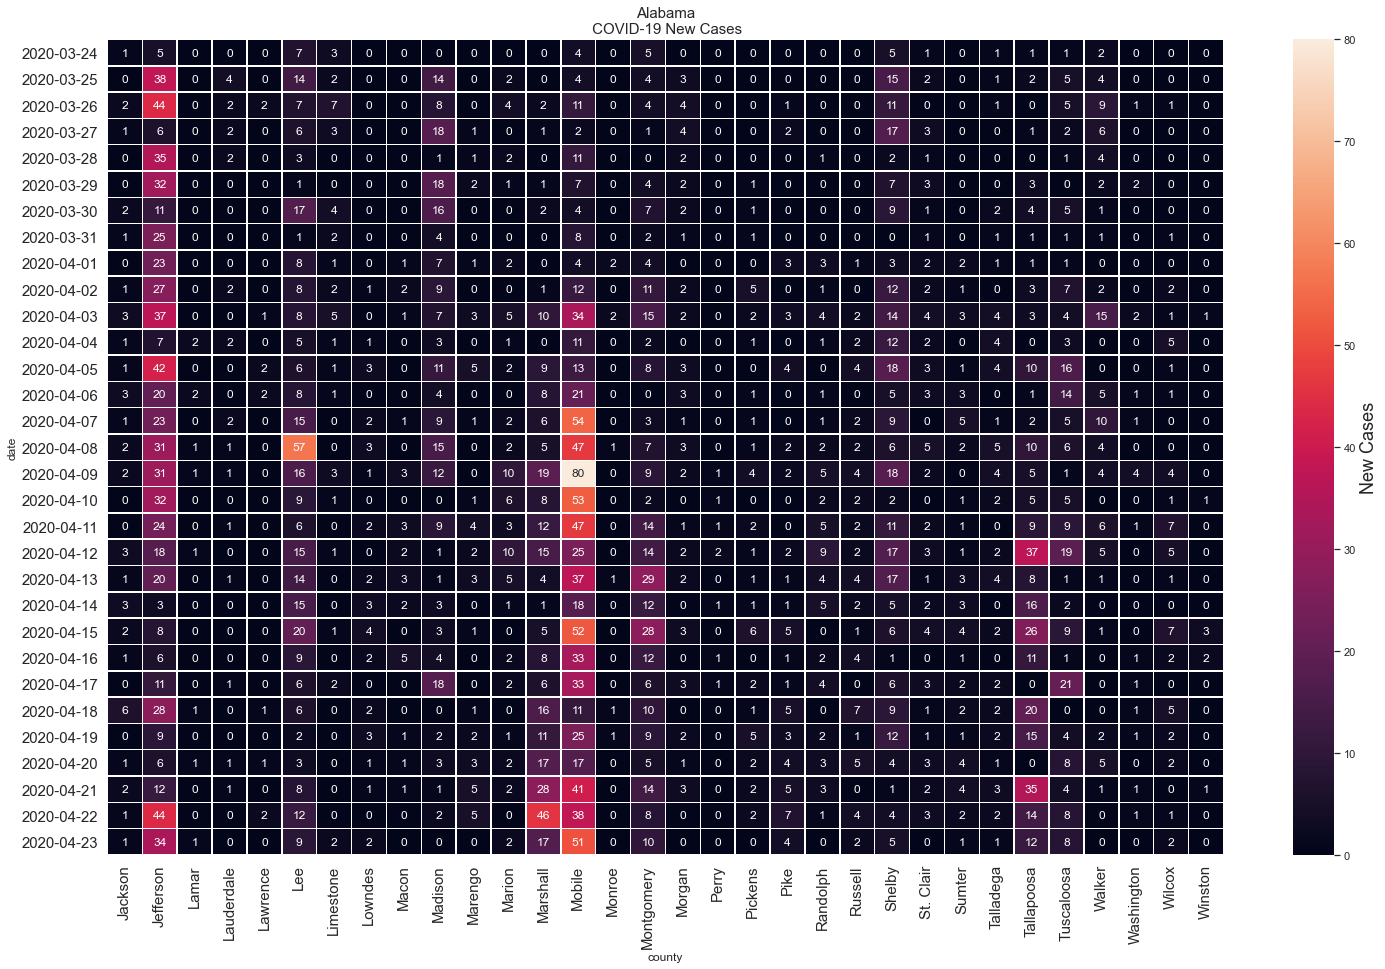 Alabama
COVID-19 New Cases
2020-03-24 1 5 0 0 0 7 3 0 0 0 0 0 0 4 0 5 0 0 0 0 0 0 5 1 0 1 1 1 2 0 0 0
2020-03-25 0 38 0 4 0 14 2 0 0 14 0 2 0 4 0 4 3 0 0 0 0 0 15 2 0 1 2 5 4 0 0 0
2020-03-26 2 44 0 2 2 7 7 0 0 8 0 4 2 11 0 4 4 0 0 1 0 0 11 0 0 1 0 5 9 1 1 0
2020-03-27 1 6 0 2 0 6 3 0 0 18 1 0 1 2 0 1 4 0 0 2 0 0 17 3 0 0 1 2 6 0 0 0
2020-03-28 0 35 0 2 0 3 0 0 0 1 1 2 0 11 0 0 2 0 0 0 1 0 2 1 0 0 0 1 4 0 0 0
2020-03-29 0 32 0 0 0 1 0 0 0 18 2 1 1 7 0 4 2 0 1 0 0 0 7 3 0 0 3 0 2 2 0 0
2020-03-30 2 11 0 0 0 17 4 0 0 16 0 0 2 4 0 7 2 0 1 0 0 0 9 1 0 2 4 5 1 0 0 0
2020-03-31 1 25 0 0 0 1 2 0 0 4 0 0 0 8 0 2 1 0 1 0 0 0 0 1 0 1 1 1 1 0 1 0
2020-04-01 0 23 0 0 0 8 1 0 1 7 1 2 0 4 2 4 0 0 0 3 3 1 3 2 2 1 1 1 0 0 0 0
2020-04-02 1 27 0 2 0 8 2 1 2 9 0 0 1 12 0 11 2 0 5 0 1 0 12 2 1 0 3 7 2 0 2 0
2020-04-03 3 37 0 0 1 8 5 0 1 7 3 5 10 34 2 15 2 0 2 3 4 2 14 4 3 4 3 4 15 2 1 1
2020-04-04 1 7 2 2 0 5 1 1 0 3 0 1 0 11 0 2 0 0 1 0 1 2 12 2 0 4 0 3 0 0 5 0
2020-04-05 1 42 0 0 2 6 1 3 0 11 5 2 9 13 0 8 3 0 0 4 0 4 18 3 1 4 10 16 0 0 1 0
2020-04-06 3 20 2 0 2 8 1 0 0 4 0 0 8 21 0 0 3 0 1 0 1 0 5 3 3 0 1 14 5 1 1 0
2020-04-07 1 23 0 2 0 15 0 2 1 9 1 2 6 54 0 3 1 0 1 0 1 2 9 0 5 1 2 5 10 1 0 0
2020-04-08 2 31 1 1 0 57 0 3 0 15 0 2 5 47 1 7 3 0 1 2 2 2 6 5 2 5 10 6 4 0 0 0
2020-04-09 2 31 1 1 0 16 3 1 3 12 0 10 19 80 0 9 2 1 4 2 5 4 18 2 0 4 5 1 4 4 4 0
2020-04-10 0 32 0 0 0 9 1 0 0 0 1 6 8 53 0 2 0 1 0 0 2 2 2 0 1 2 5 5 0 0 1 1
2020-04-11 0 24 0 1 0 6 0 2 3 9 4 3 12 47 0 14 1 1 2 0 5 2 11 2 1 0 9 9 6 1 7 0
2020-04-12 3 18 1 0 0 15 1 0 2 1 2 10 15 25 0 14 2 2 1 2 9 2 17 3 1 2 37 19 5 0 5 0
2020-04-13 1 20 0 1 0 14 0 2 3 1 3 5 4 37 1 29 2 0 1 1 4 4 17 1 3 4 8 1 1 0 1 0
2020-04-14 3 3 0 0 0 15 0 3 2 3 0 1 1 18 0 12 0 1 1 1 5 2 5 2 3 0 16 2 0 0 0 0
2020-04-15 2 8 0 0 0 20 1 4 0 3 1 0 5 52 0 28 3 0 6 5 0 1 6 4 4 2 26 9 1 0 7 3
2020-04-16 1 6 0 0 0 9 0 2 5 4 0 2 8 33 0 12 0 1 0 1 2 4 1 0 1 0 11 1 0 1 2 2
2020-04-17 0 11 0 1 0 6 2 0 0 18 0 2 6 33 0 6 3 1 2 1 4 0 6 3 2 2 0 21 0 1 0 0
2020-04-18 6 28 1 0 1 6 0 2 0 0 1 0 16 11 1 10 0 0 1 5 0 7 9 1 2 2 20 0 0 1 5 0
2020-04-19 0 9 0 0 0 2 0 3 1 2 2 1 11 25 1 9 2 0 5 3 2 1 12 1 1 2 15 4 2 1 2 0
2020-04-20 1 6 1 1 1 3 0 1 1 3 3 2 17 17 0 5 1 0 2 4 3 5 4 3 4 1 0 8 5 0 2 0
2020-04-21 2 12 0 1 0 8 0 1 1 1 5 2 28 41 0 14 3 0 2 5 3 0 1 2 4 3 35 4 1 1 0 1
2020-04-22 1 44 0 0 2 12 0 0 0 2 5 0 46 38 0 8 0 0 2 7 1 4 4 3 2 2 14 8 0 1 1 0
2020-04-23 1 34 1 0 0 9 2 2 0 0 0 2 17 51 0 10 0 0 0 4 0 2 5 0 1 1 12 8 0 0 2 0
Jackson Jefferson Lamar Lauderdale Lawrence Lee Limestone Lowndes Macon Madison Marengo Marion Marshall Mobile Monroe Montgomery Morgan Perry Pickens Pike Randolph Russell Shelby St. Clair Sumter Talladega Tallapoosa Tuscaloosa Walker Washington Wilcox Winston
county
date
80
70
60
50
40
30
20
10
0
New Cases